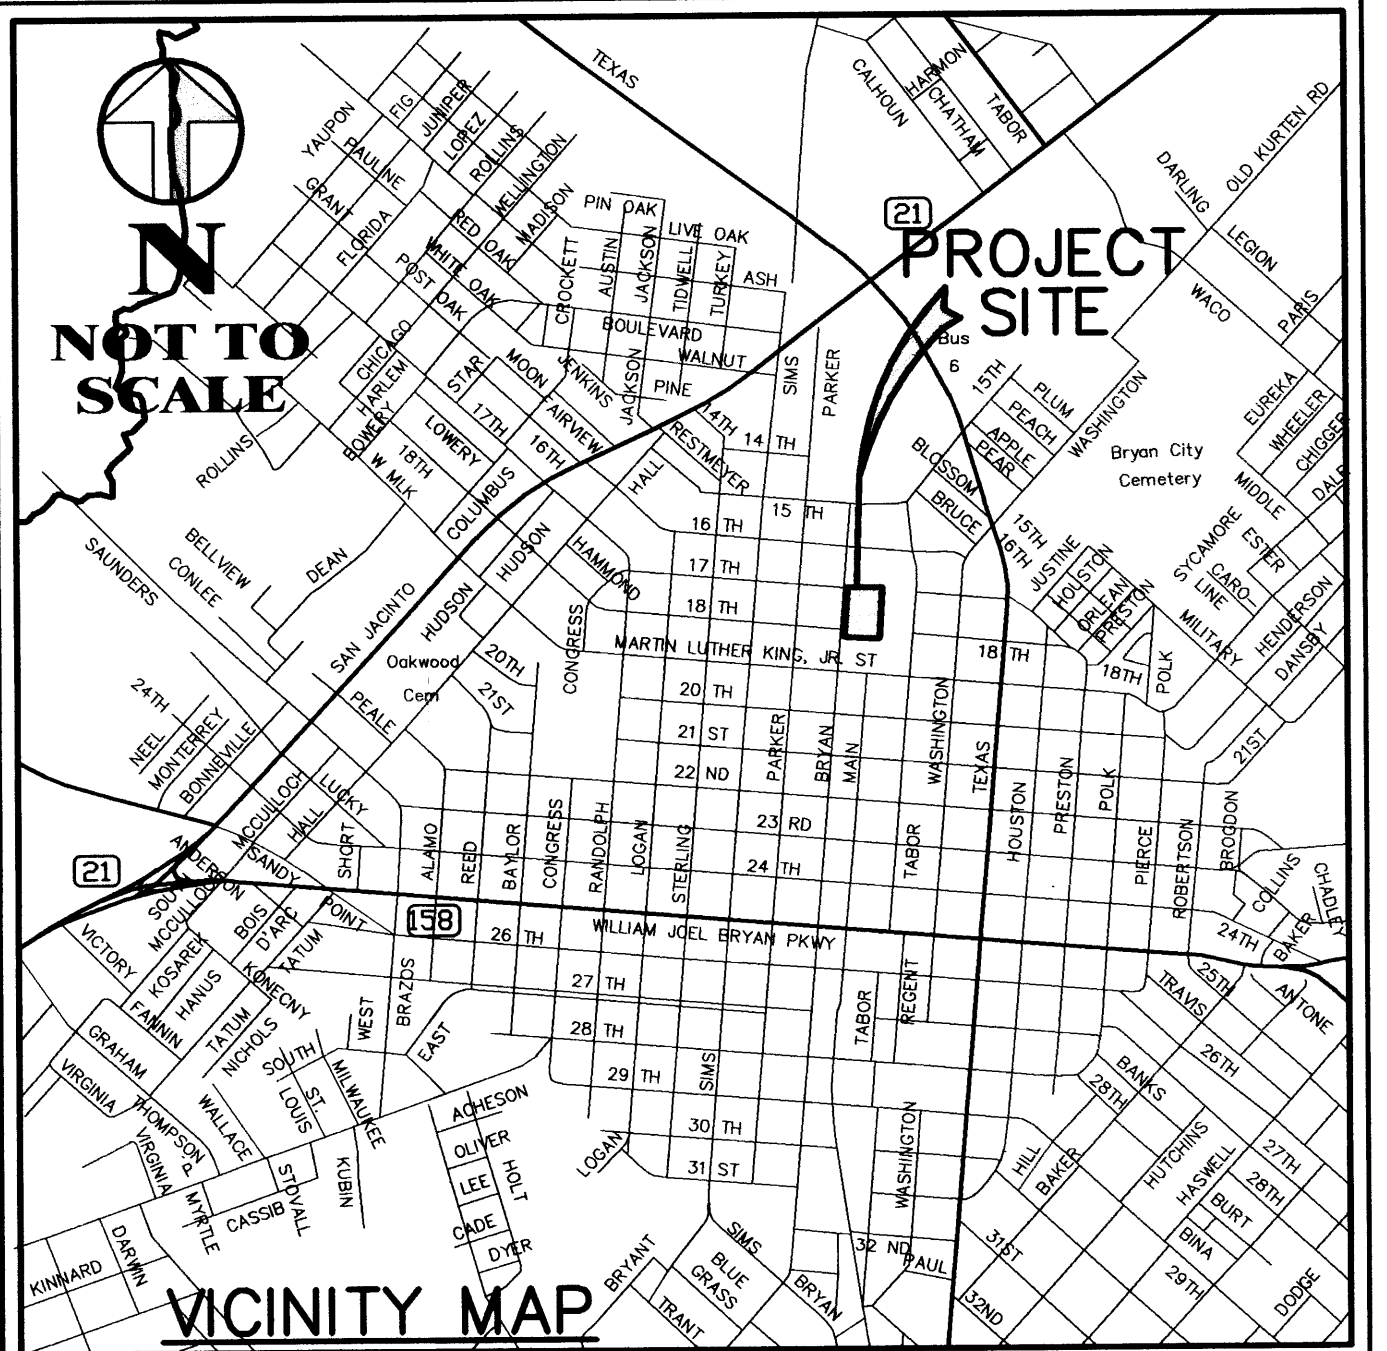 TEXAS
CALHOUN
HARMON
CHATHAM
TABOR
OLD KURTEN RD
DARLING
LEGION
WACO
PARIS
N
NOT TO
SCALE
YAUPON
FIG
JUNIPER
LOPEZ
ROLLINS
WELLINGTON
MADISON
PAULINE
GRANT
FLORIDA
RED OAK
WHITE OAK
POST OAK
PIN OAK
LIVE OAK
CROCKETT
AUSTIN
JACKSON
TIDWELL
TURKEY
ASH
BOULEVARD
WALNUT
PINE
JACKSON
JENKINS
SIMS
PARKER
21
PROJECT
SITE
Bus
6
15TH
PLUM
PEACH
APPLE
PEAR
BLOSSOM
BRUCE
WASHINGTON
Bryan City
Cemetery
EUREKA
WHEELER
CHIGGER
DALE
MIDDLE
ESTER
SYCAMORE
CARO-
LINE
MILITARY
HENDERSON
DANSBY
CHICAGO
HARLEM
BOWERY
STAR
MOON
FAIRVIEW
LOWERY
17TH
16TH
18TH
W MLK
COLUMBUS
ROLLINS
14TH
14 TH
RESTMEYER
HALL
15 TH
16 TH
17 TH
18 TH
MARTIN LUTHER KING, JR. ST
HAMMOND
HUDSON
HUDSON
CONGRESS
BELLVIEW
CONLEE
DEAN
SAUNDERS
SAN JACINTO
Oakwood
Cem
20TH
21ST
PEALE
15TH
16TH
JUSTINE
HOUSTON
ORLEAN
PRESTON
18 TH
18TH
POLK
21ST
20 TH
21 ST
22 ND
23 RD
24 TH
PARKER
BRYAN
MAIN
WASHINGTON
TEXAS
HOUSTON
PRESTON
POLK
PIERCE
ROBERTSON
BROGDON
TABOR
24TH
NEEL
MONTERREY
BONNEVILLE
MCCULLOCH
HALL
LUCKY
SHORT
ALAMO
REED
BAYLOR
CONGRESS
RANDOLPH
LOGAN
STERLING
COLLINS
CHADLEY
BAKER
24TH
25TH
ANTONE
21
ANDERSON
SOUTH
MCCULLOUGH
SANDY
POINT
BOIS
D'ARC
TATUM
158
WILLIAM JOEL BRYAN PKWY
26 TH
27 TH
28 TH
29 TH
30 TH
31 ST
VICTORY
KOSAREK
HANUS
KONECNY
FANNIN
TATUM
NICHOLS
GRAHAM
VIRGINIA
WEST
BRAZOS
EAST
SOUTH
ST.
LOUIS
MILWAUKEE
THOMPSON
VIRGINIA
P
WALLACE
MYRTLE
CASSIB
STOVALL
KUBIN
KINNARD
DARWIN
ACHESON
OLIVER
LEE
CADE
DYER
HOLT
LOGAN
SIMS
TABOR
REGENT
WASHINGTON
TRAVIS
26TH
BANKS
28TH
HILL
BAKER
HUTCHINS
HASWELL
27TH
28TH
BURT
BINA
29TH
DODGE
31ST
32ND
32 ND
PAUL
BRYANT
SIMS
BLUE
GRASS
TRANT
BRYAN
VICINITY MAP